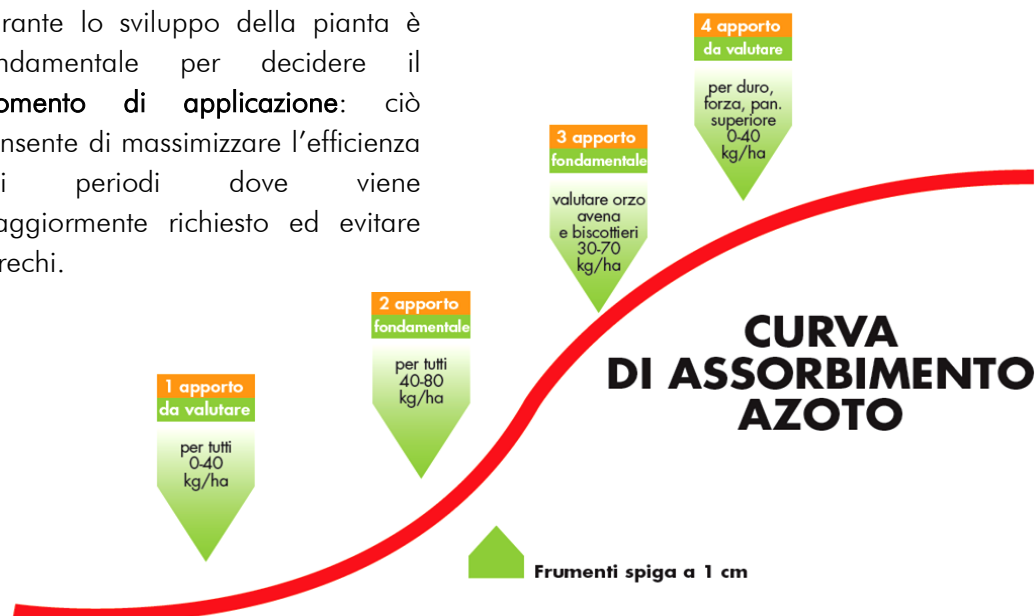 rante lo sviluppo della pianta è
ndamentale per decidere il
omento di applicazione: ciò
nsente di massimizzare l'efficienza
i periodi dove viene
aggiormente richiesto ed evitare
rechi.
4 apporto
da valutare
per duro,
forza, pan.
superiore
0-40
kg/ha
3 apporto
fondamentale
valutare orzo
avena
e biscottieri
30-70
kg/ha
2 apporto
fondamentale
per tutti
40-80
kg/ha
1 apporto
da valutare
per tutti
0-40
kg/ha
CURVA
DI ASSORBIMENTO
AZOTO
Frumenti spiga a 1 cm